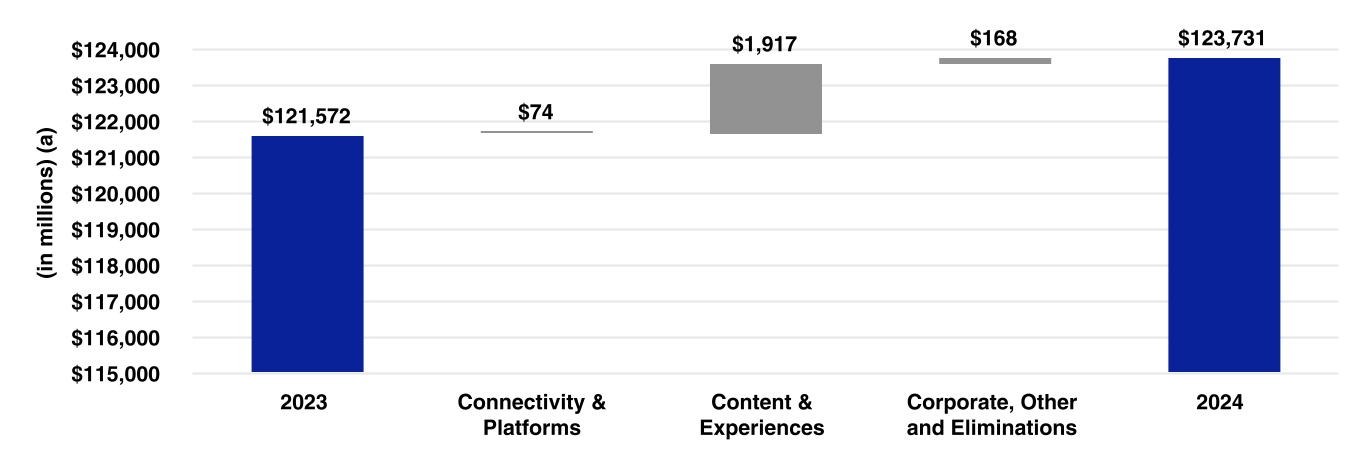 $124,000
$123,000
$122,000
$121,000
$120,000
$119,000
$118,000
$117,000
$116,000
$115,000
(in millions) (a)
$121,572
$74
$1,917
$168
$123,731
2023
Connectivity &
Platforms
Content &
Experiences
Corporate, Other
and Eliminations
2024